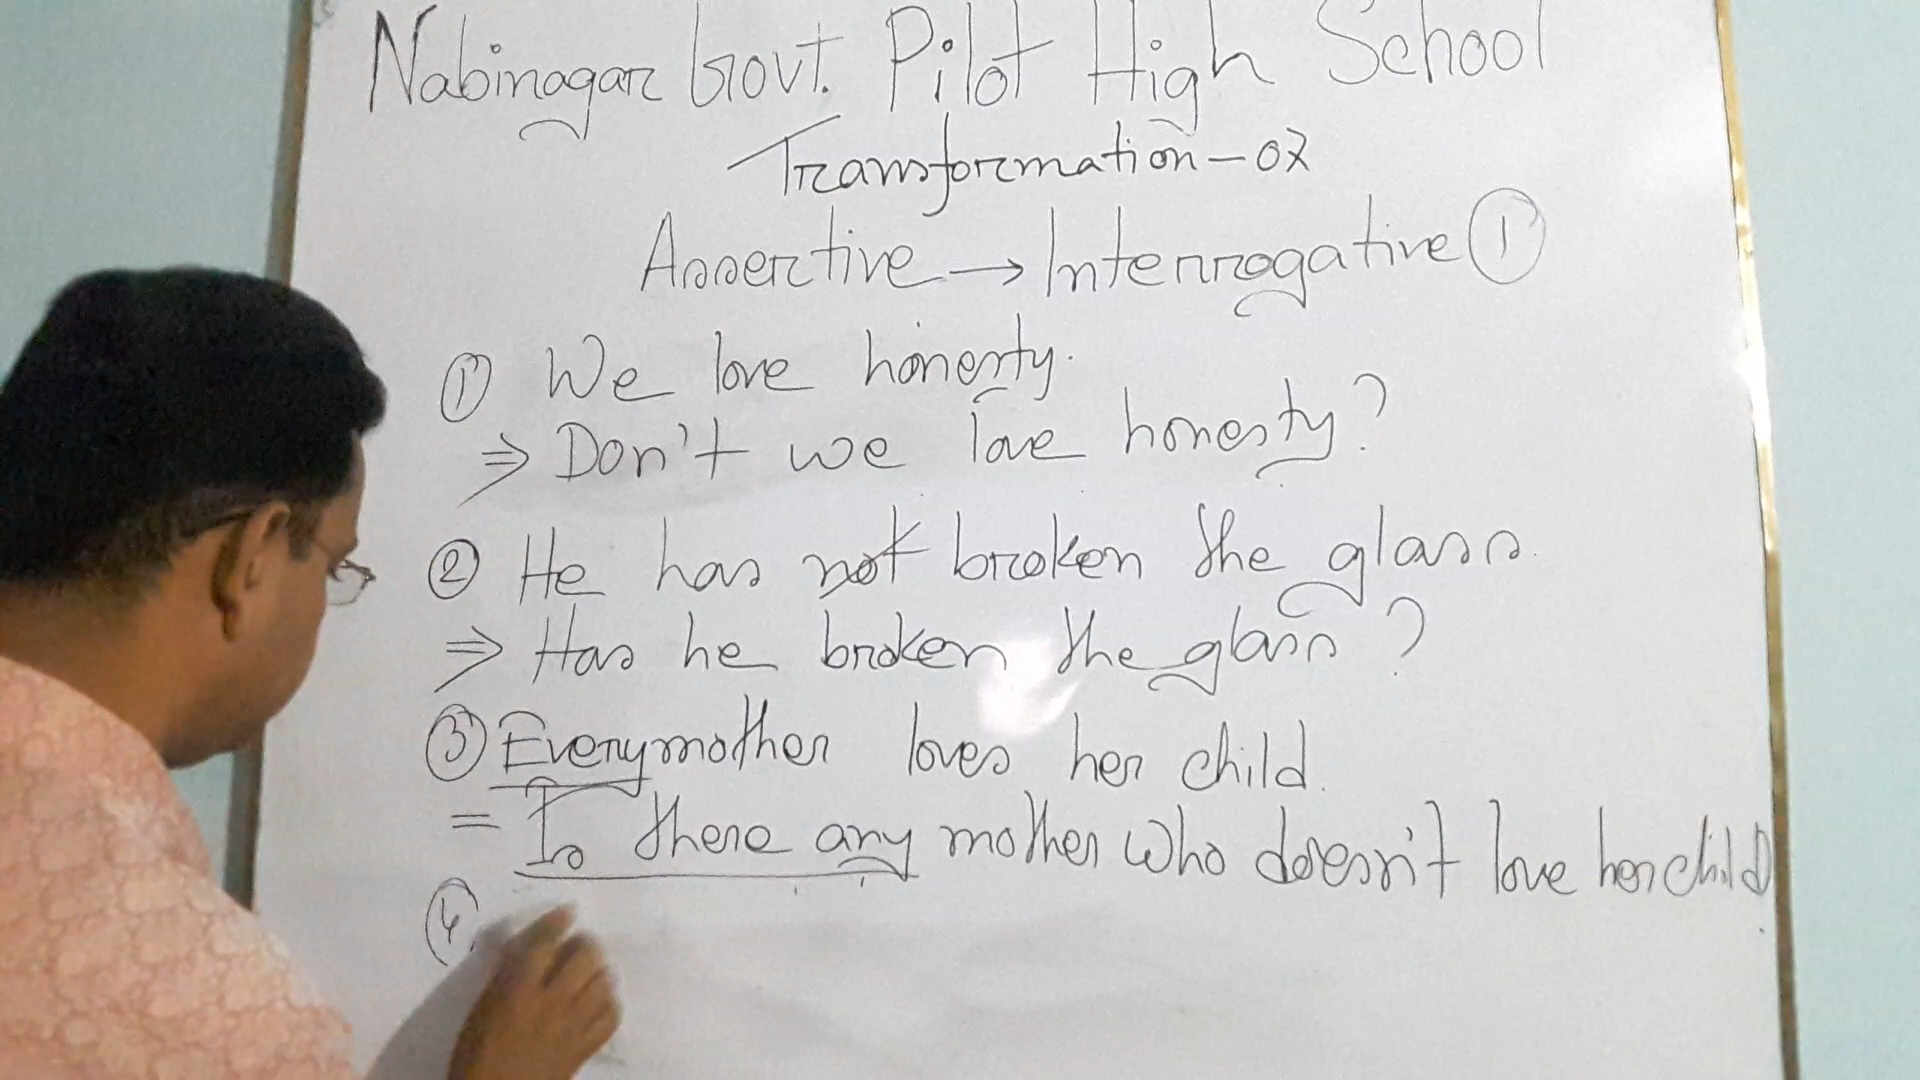 Nabinagar Govt. Pilot High School
Transformation-02
Assertive → Interrogative ①
① We love honesty.
⇒ Don't we love honesty?
② He has not broken the glass.
⇒ Has he broken the glass?
③ Every mother loves her child.
= Is there any mother who doesn't love her child
④